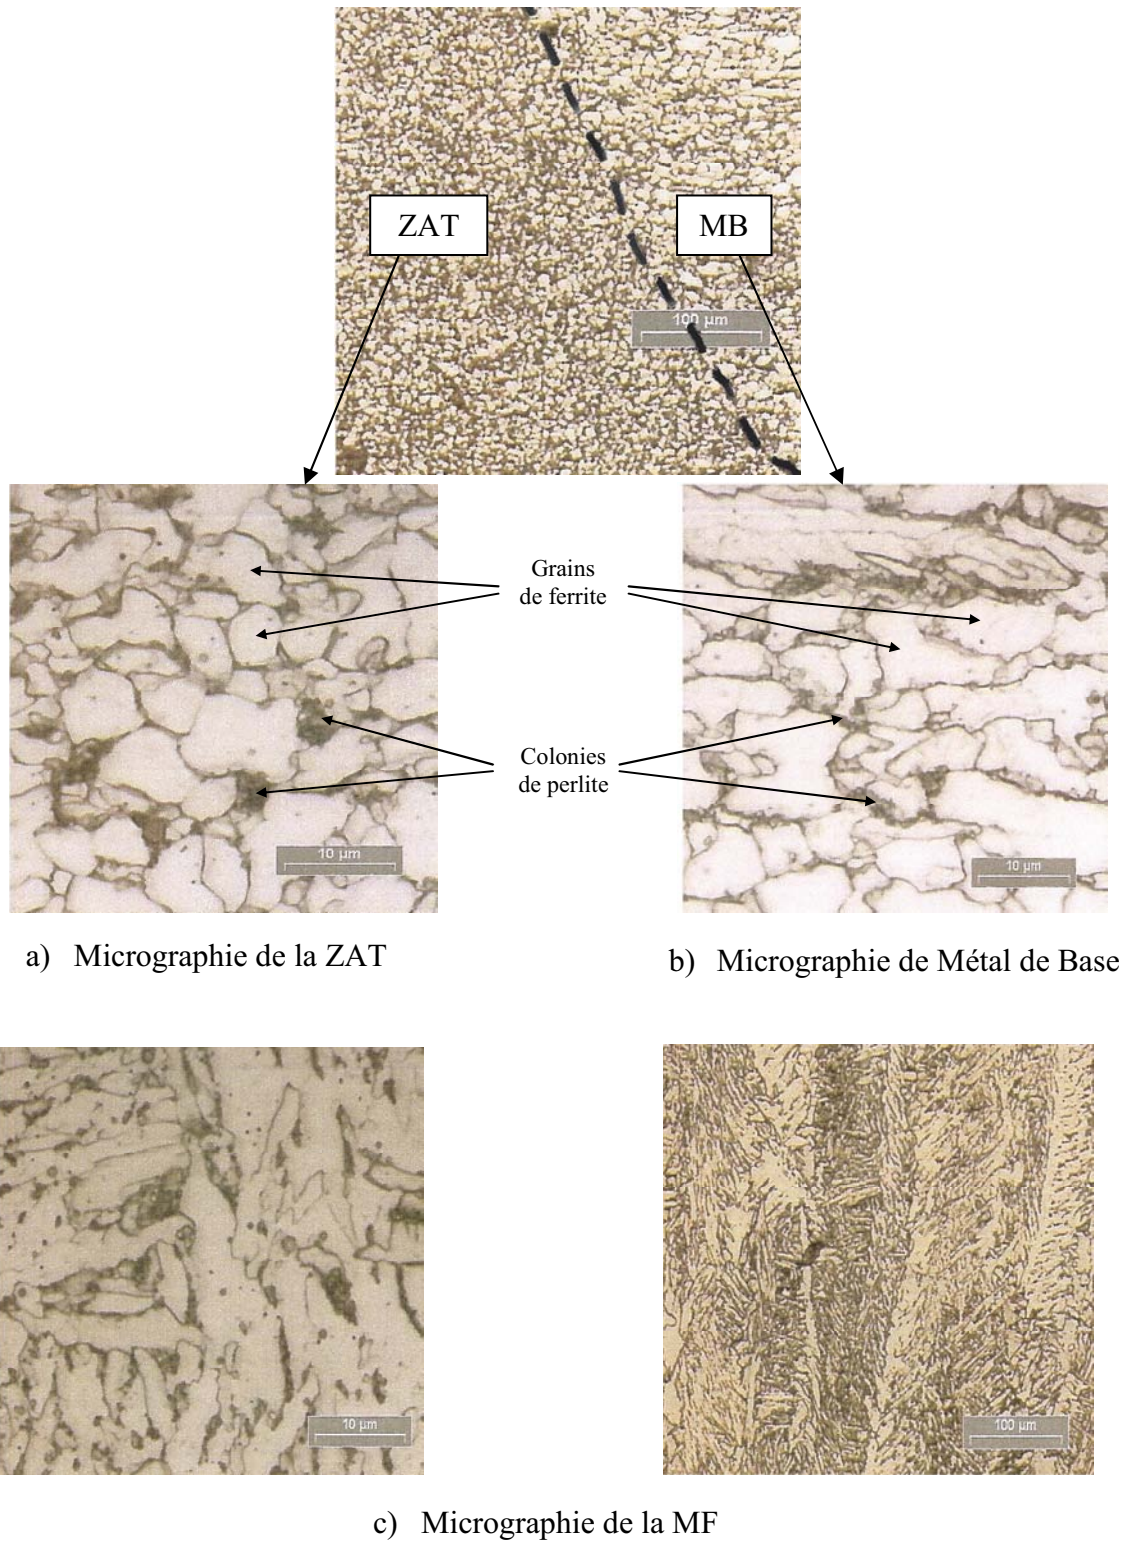 ZAT
MB
100 µm
Grains
de ferrite
Colonies
de perlite
10 µm
10 µm
a) Micrographie de la ZAT
b) Micrographie de Métal de Base
10 µm
100 µm
c) Micrographie de la MF